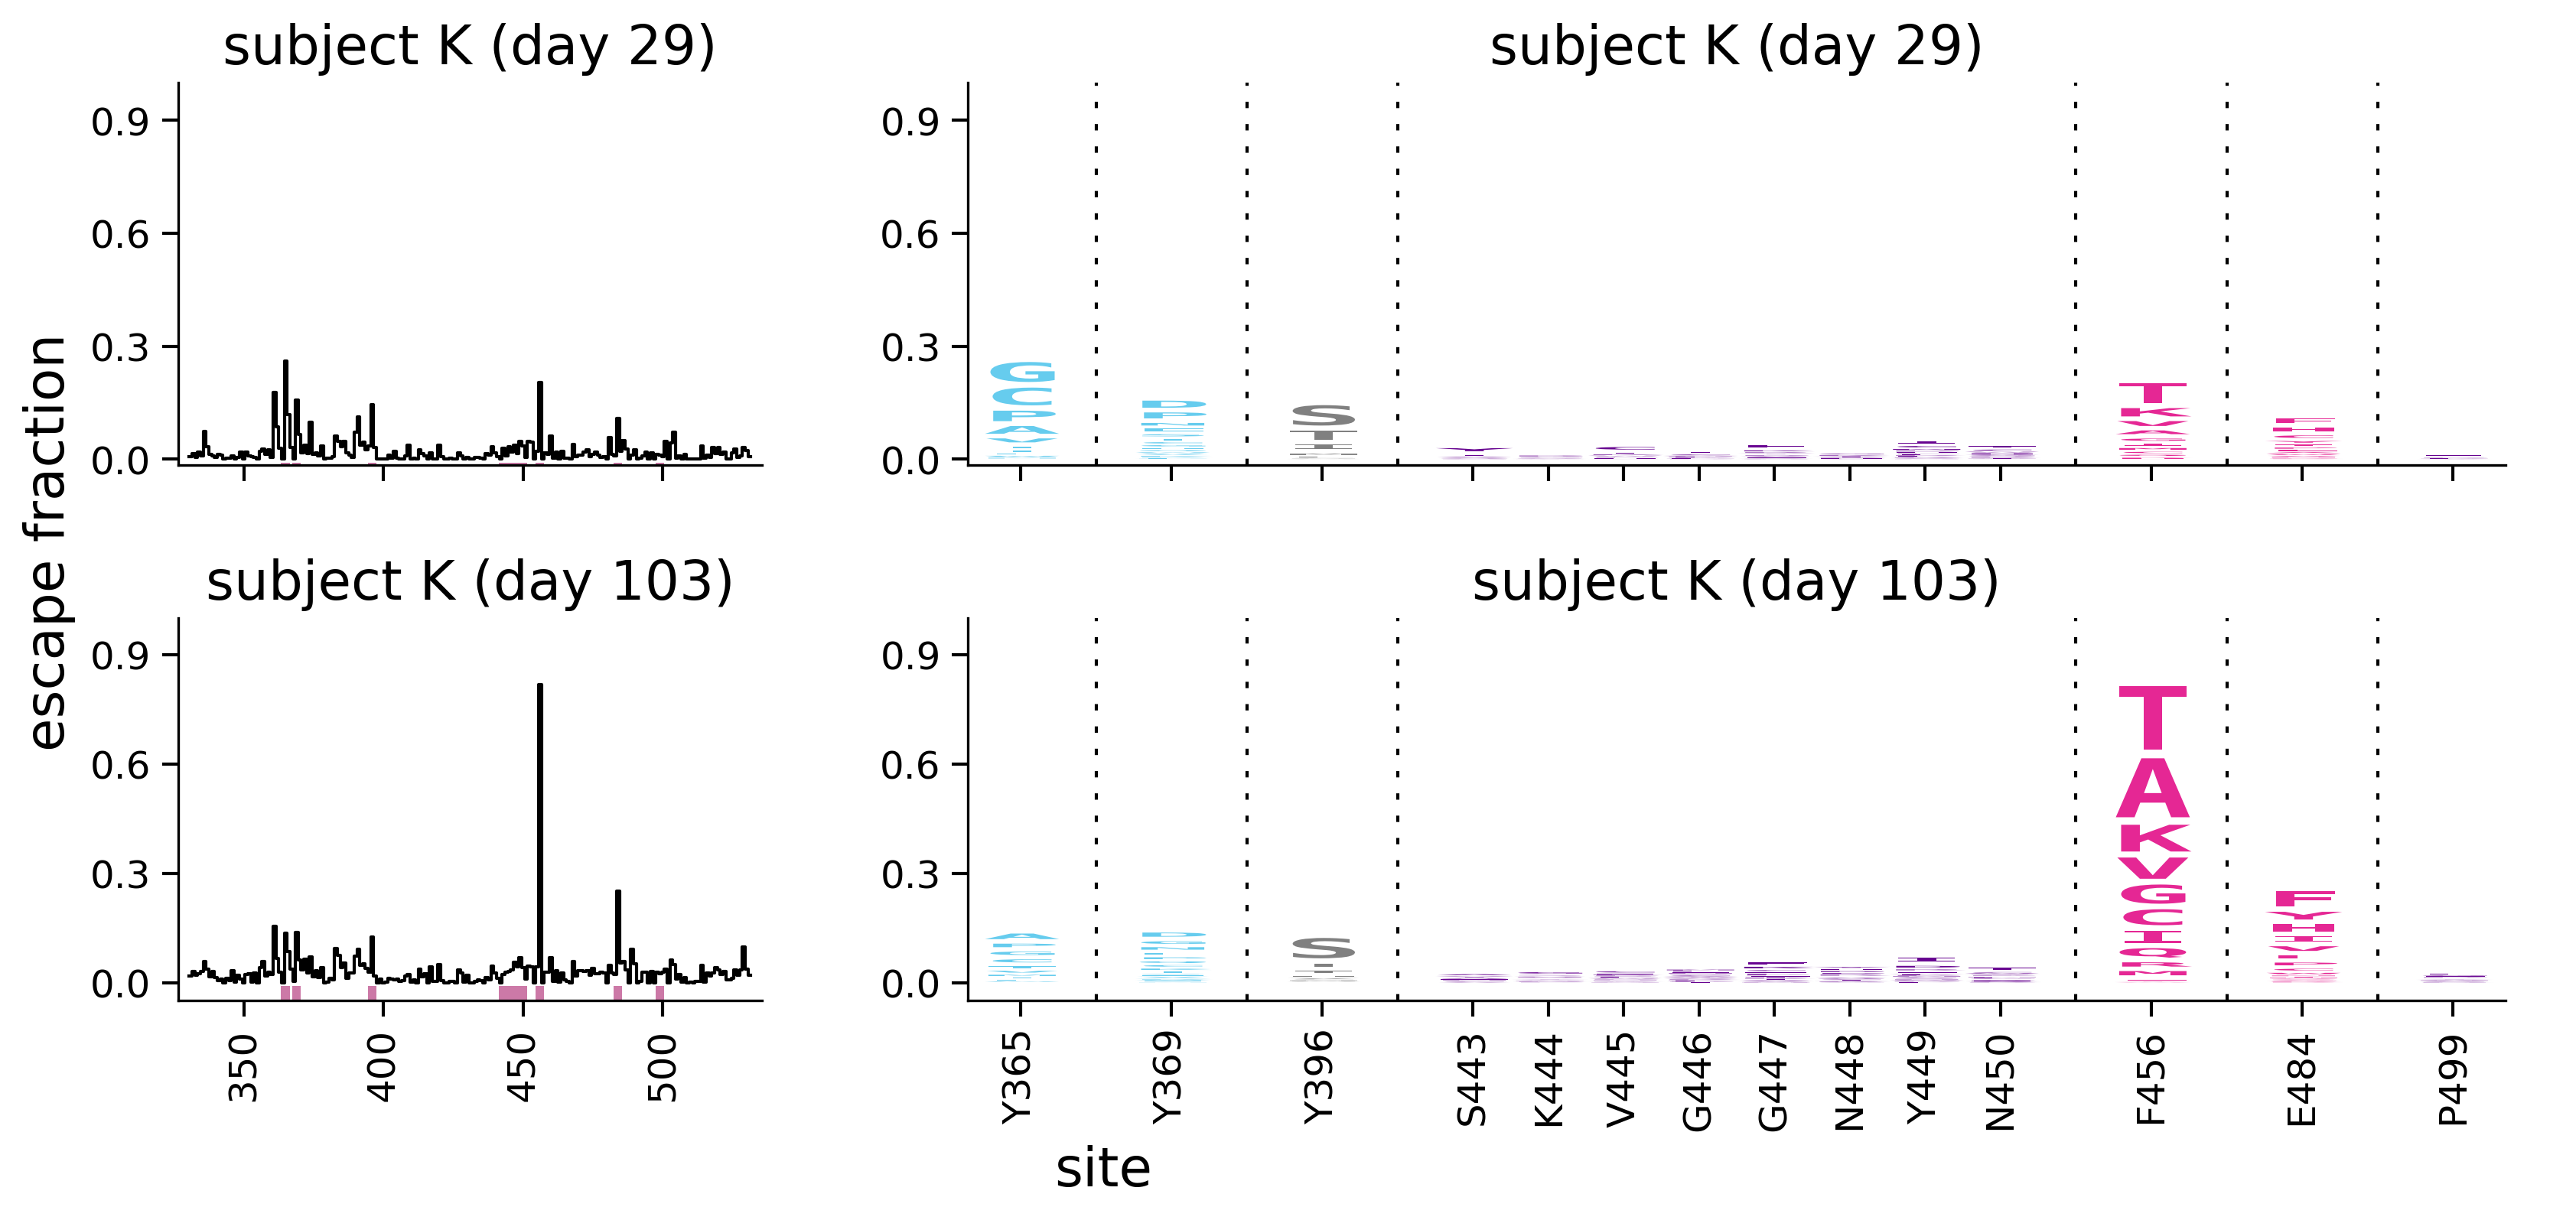 subject K (day 29)
subject K (day 29)
escape fraction
0.9
0.6
0.3
0.0
0.9
0.6
0.3
0.0
G
C
P
A
V
D
P
N
S
T
T
K
V
A
subject K (day 103)
subject K (day 103)
0.9
0.6
0.3
0.0
0.9
0.6
0.3
0.0
A
D
S
T
A
K
V
G
C
I
Q
R
M
F
Y
H
I
V
350
400
450
500
Y365
Y369
Y396
S443
K444
V445
G446
G447
N448
Y449
N450
F456
E484
P499
site